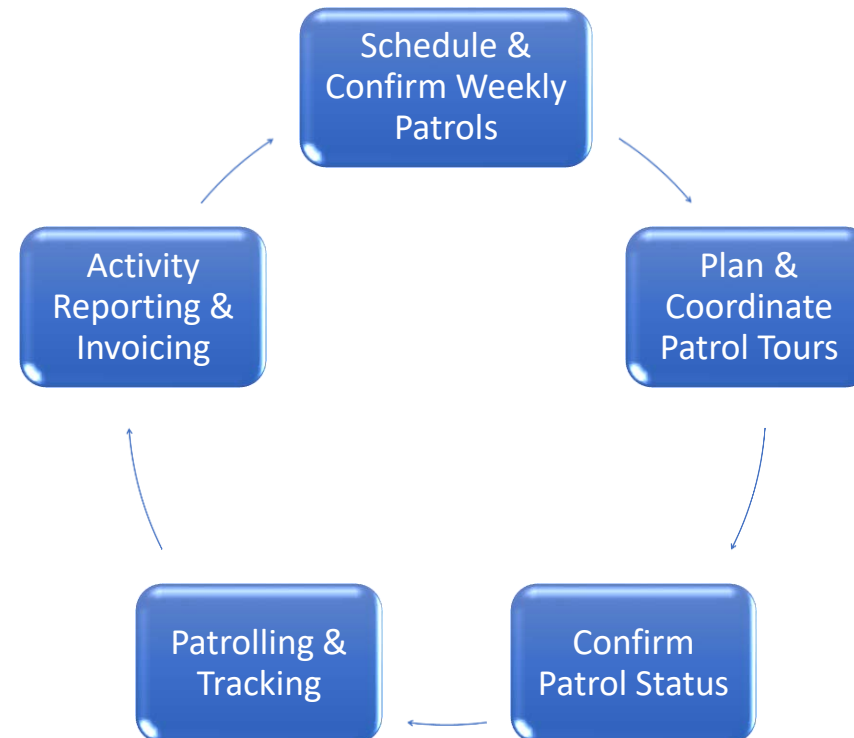 Schedule &
Confirm Weekly
Patrols
Plan &
Coordinate
Patrol Tours
Confirm
Patrol Status
Patrolling &
Tracking
Activity
Reporting &
Invoicing